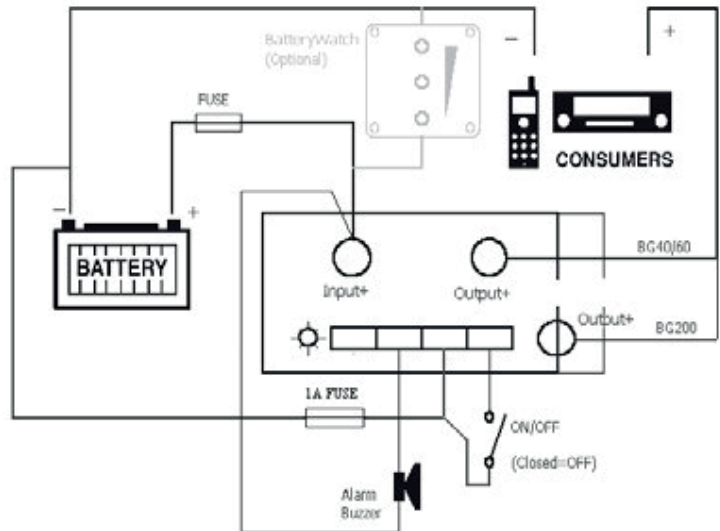 BatteryWatch
(Optional)
-
+
FUSE
CONSUMERS
-
+
BATTERY
Input+
Output+
BG40/60
Output+
BG200
1A FUSE
ON/OFF
(Closed=OFF)
Alarm
Buzzer